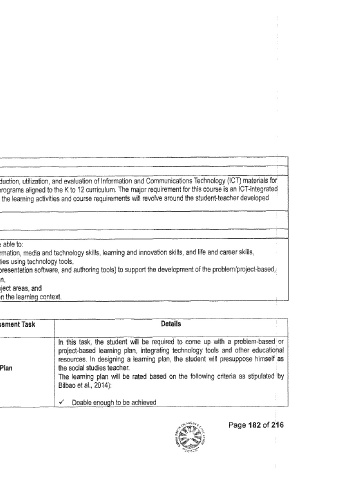 duction, utilization, and evaluation of Information and Communications Technology (ICT) materials for
programs aligned to the K to 12 curriculum. The major requirement for this course is an ICT-integrated
the learning activities and course requirements will revolve around the student-teacher developed
able to:
rmation, media and technology skills, learning and innovation skills, and life and career skills,
ties using technology tools,
presentation software, and authoring tools) to support the development of the problem/project-based
n,
ject areas, and
n the learning context.
ssment Task
Details
In this task, the student will be required to come up with a problem-based or
project-based learning plan, integrating technology tools and other educational
resources. In designing a learning plan, the student will presuppose himself as
Plan
the social studies teacher.
The learning plan will be rated based on the following criteria as stipulated by
Bilbao et al., 2014):
✓ Doable enough to be achieved
Page 182 of 216